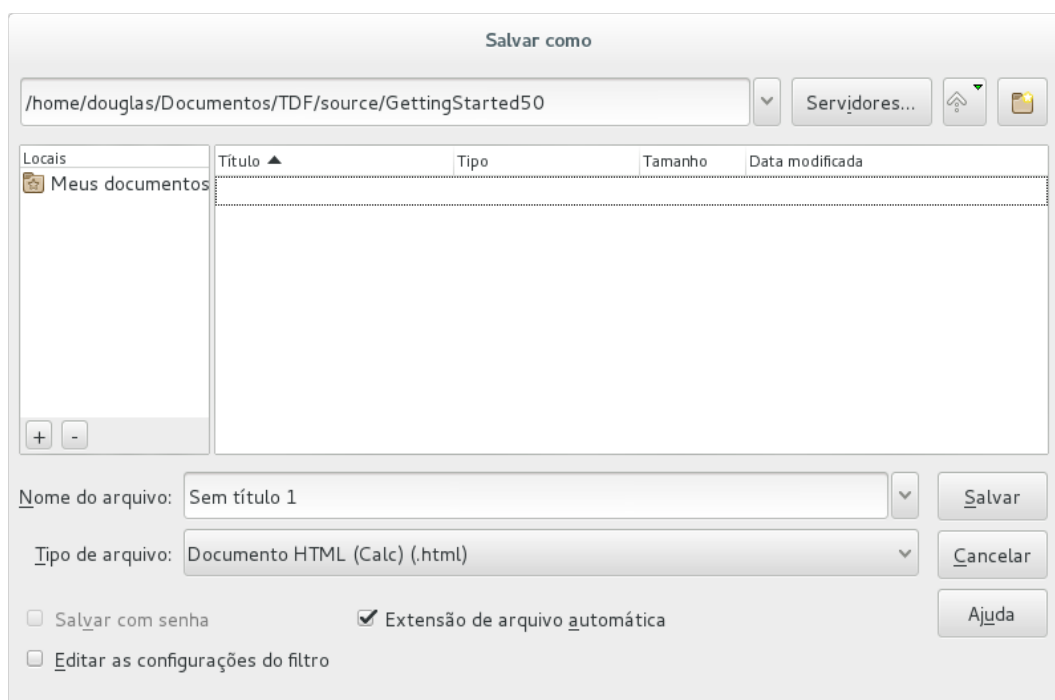 Salvar como
/home/douglas/Documentos/TDF/source/GettingStarted50
Servidores...
Locais
Título Tipo Tamanho Data modificada
Meus documentos
+ -
Nome do arquivo: Sem título 1 Salvar
Tipo de arquivo: Documento HTML (Calc) (.html) Cancelar
Salvar com senha Extensão de arquivo automática Ajuda
Editar as configurações do filtro